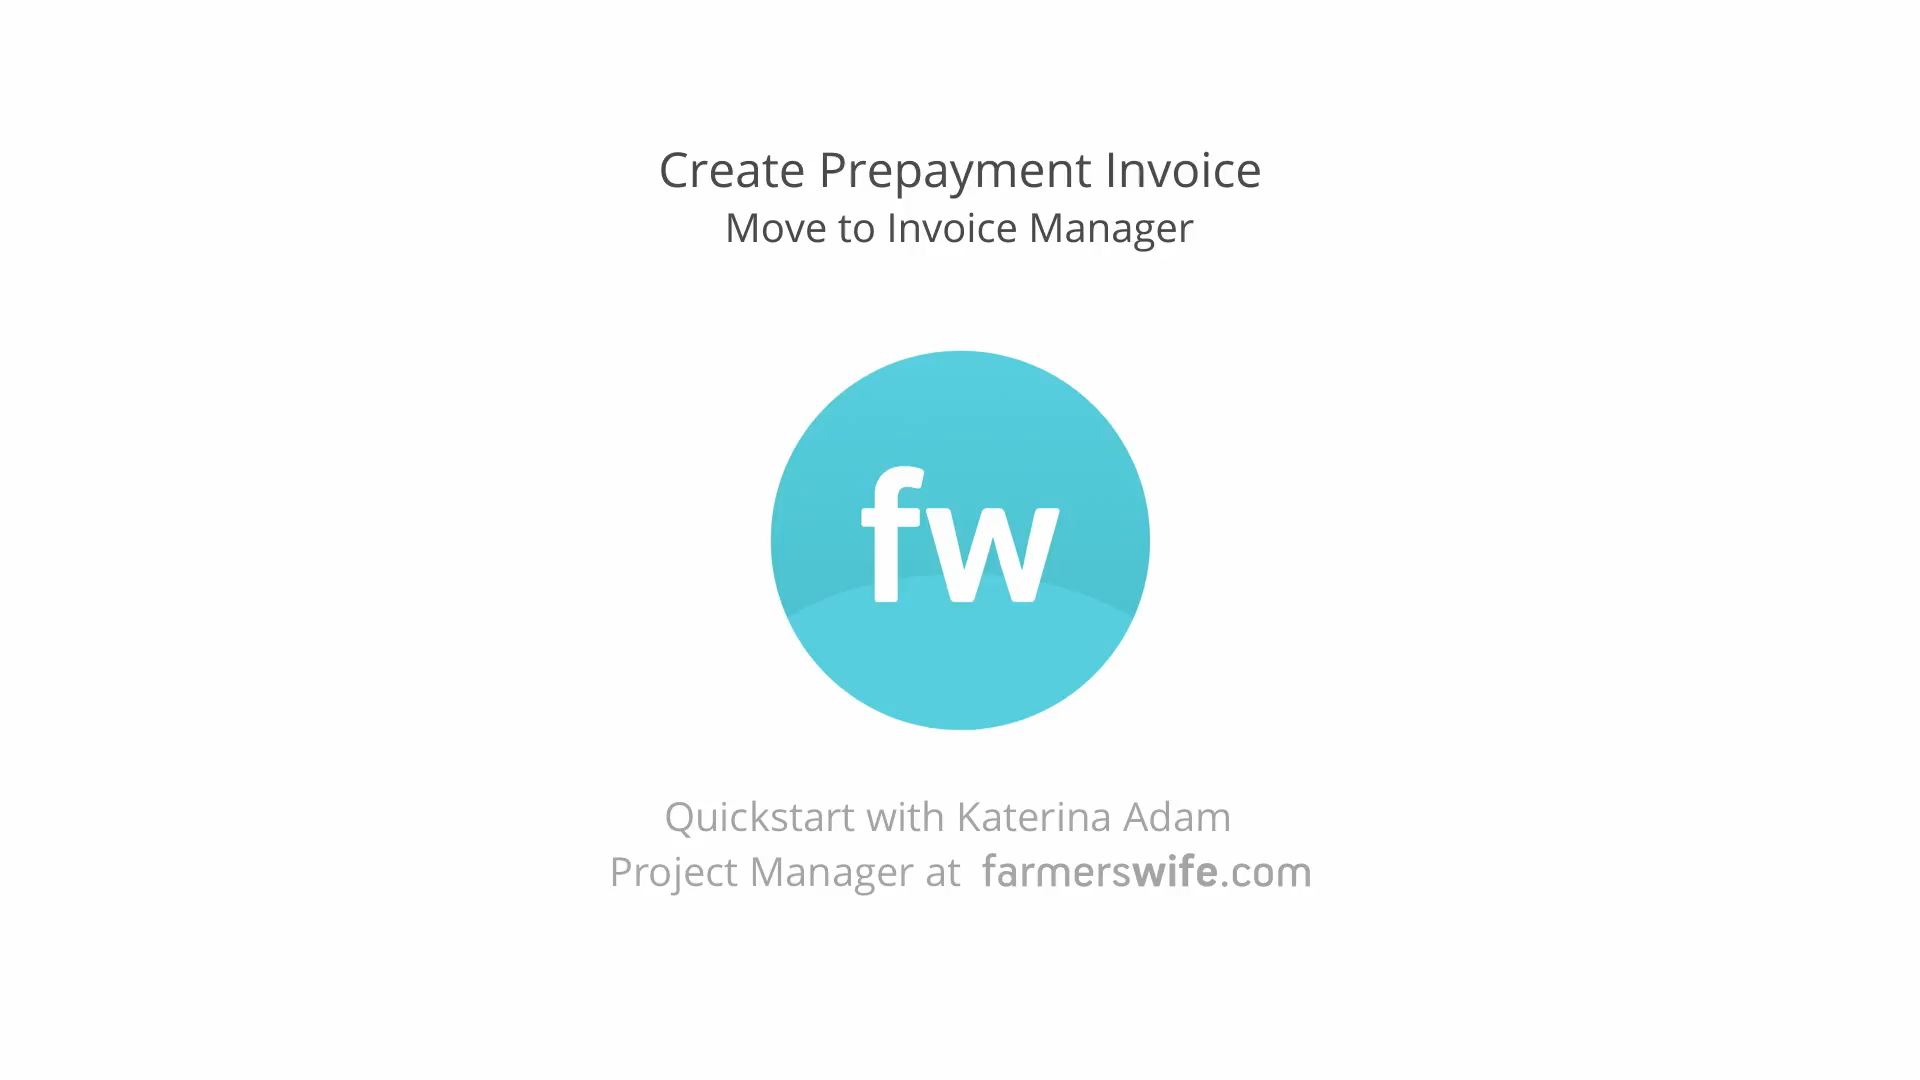 Create Prepayment Invoice
Move to Invoice Manager
fw
Quickstart with Katerina Adam
Project Manager at farmerswife.com